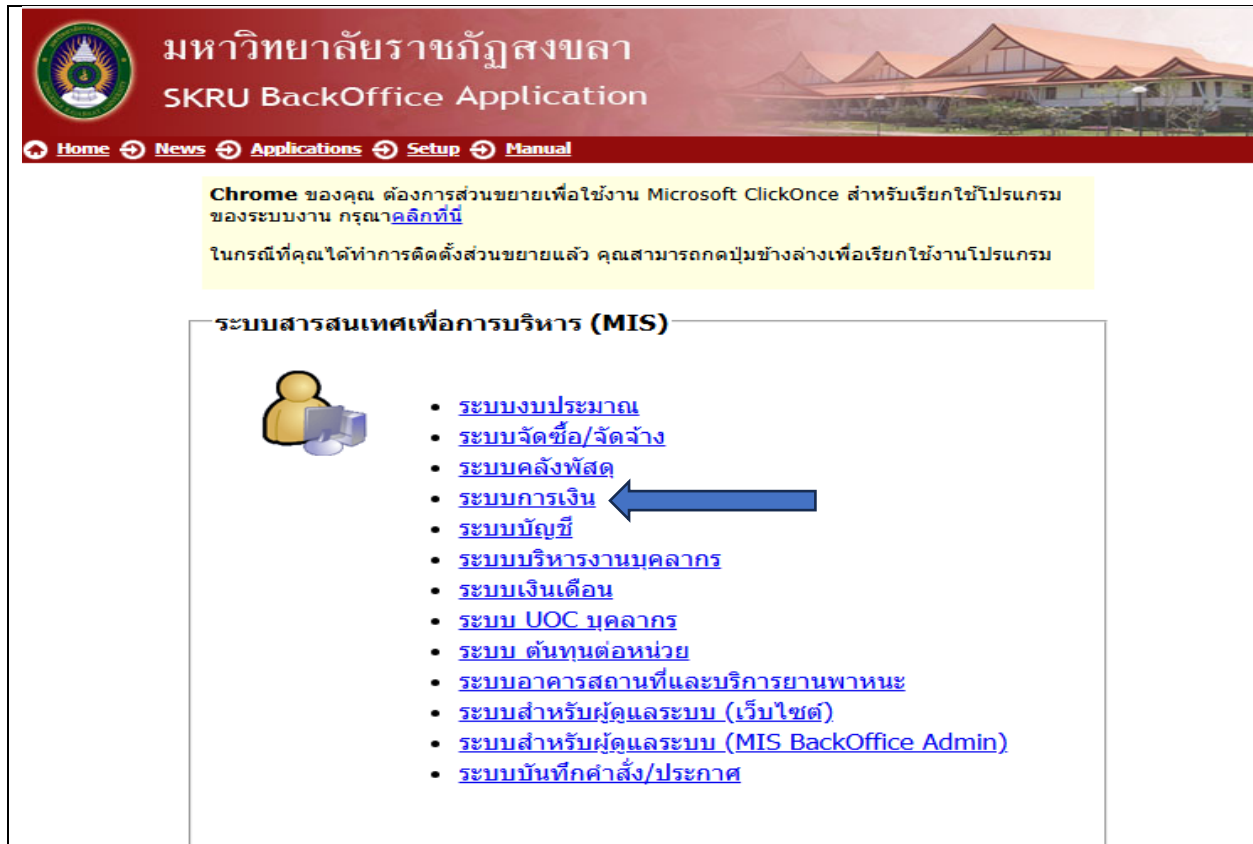 มหาวิทยาลัยราชภัฏสงขลา
SKRU BackOffice Application
Home News Applications Setup Manual
Chrome ของคุณ ต้องการส่วนขยายเพื่อใช้งาน Microsoft ClickOnce สำหรับเรียกใช้โปรแกรม
ของระบบงาน กรุณาคลิกที่นี่
ในกรณีที่คุณได้ทำการติดตั้งส่วนขยายแล้ว คุณสามารถกดปุ่มข้างล่างเพื่อเรียกใช้งานโปรแกรม
ระบบสารสนเทศเพื่อการบริหาร (MIS)
ระบบงบประมาณ
ระบบจัดซื้อ/จัดจ้าง
ระบบคลังพัสดุ
ระบบการเงิน
ระบบบัญชี
ระบบบริหารงานบุคลากร
ระบบเงินเดือน
ระบบ UOC บุคลากร
ระบบ ต้นทุนต่อหน่วย
ระบบอาคารสถานที่และบริการยานพาหนะ
ระบบสำหรับผู้ดูแลระบบ (เว็บไซต์)
ระบบสำหรับผู้ดูแลระบบ (MIS BackOffice Admin)
ระบบบันทึกคำสั่ง/ประกาศ